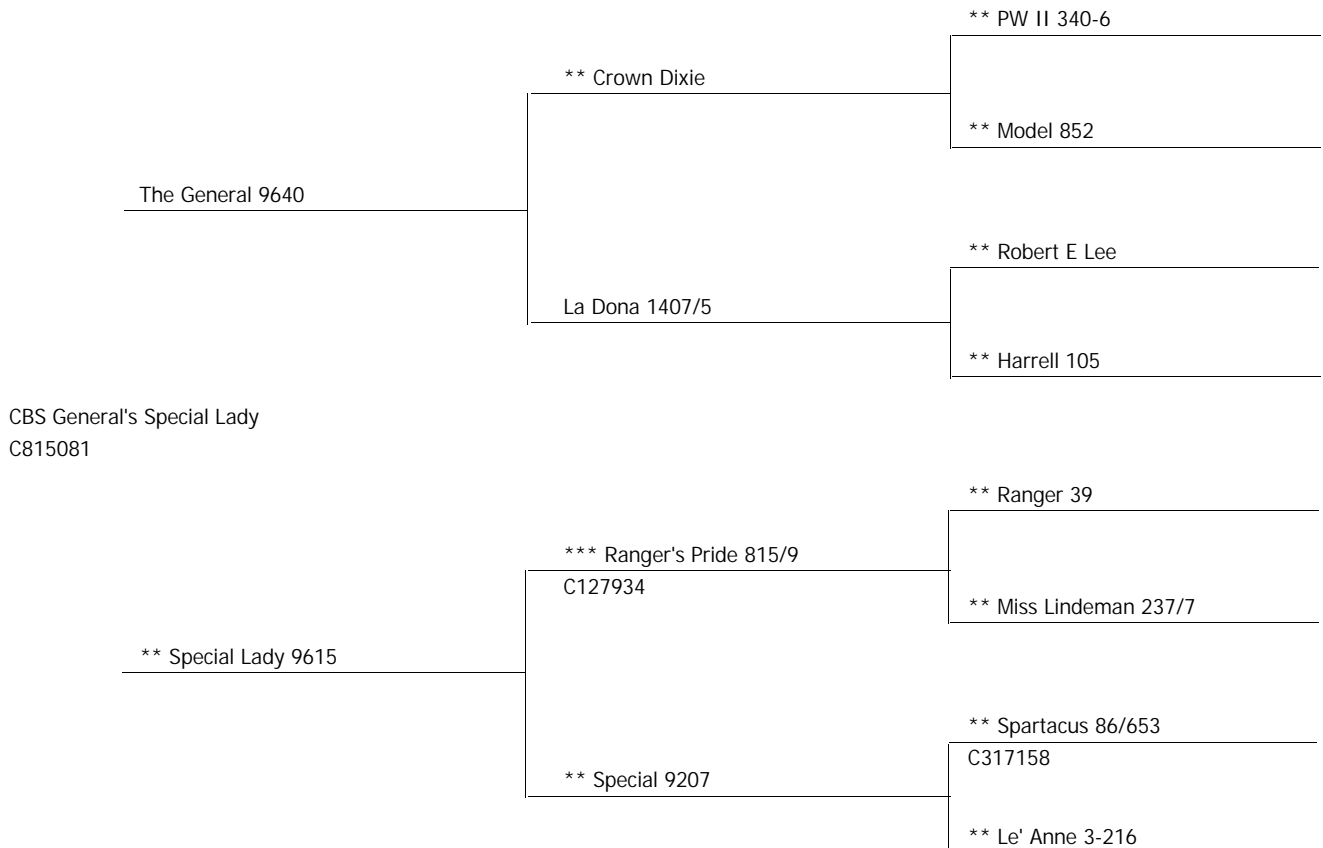 ** PW II 340-6
** Crown Dixie
** Model 852
The General 9640
** Robert E Lee
La Dona 1407/5
** Harrell 105
CBS General's Special Lady
C815081
** Ranger 39
*** Ranger's Pride 815/9
C127934
** Miss Lindeman 237/7
** Special Lady 9615
** Spartacus 86/653
C317158
** Special 9207
** Le' Anne 3-216